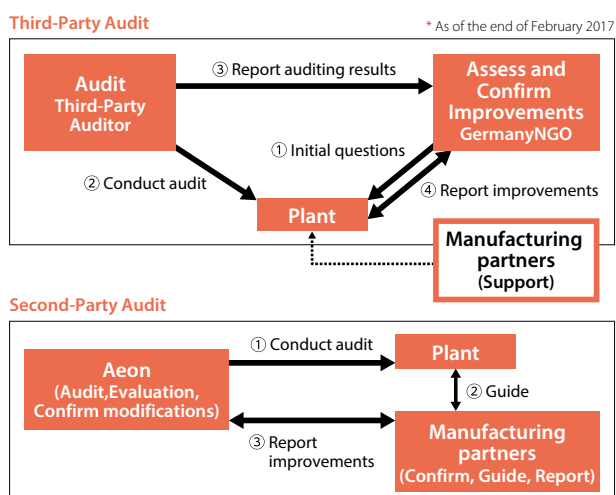 Third-Party Audit
* As of the end of February 2017
Audit
Third-Party
Auditor
③ Report auditing results
Assess and
Confirm
Improvements
GermanyNGO
① Initial questions
② Conduct audit
④ Report improvements
Plant
Manufacturing
partners
(Support)
Second-Party Audit
① Conduct audit
Plant
Aeon
(Audit,Evaluation,
Confirm modifications)
② Guide
③ Report
improvements
Manufacturing
partners
(Confirm, Guide, Report)